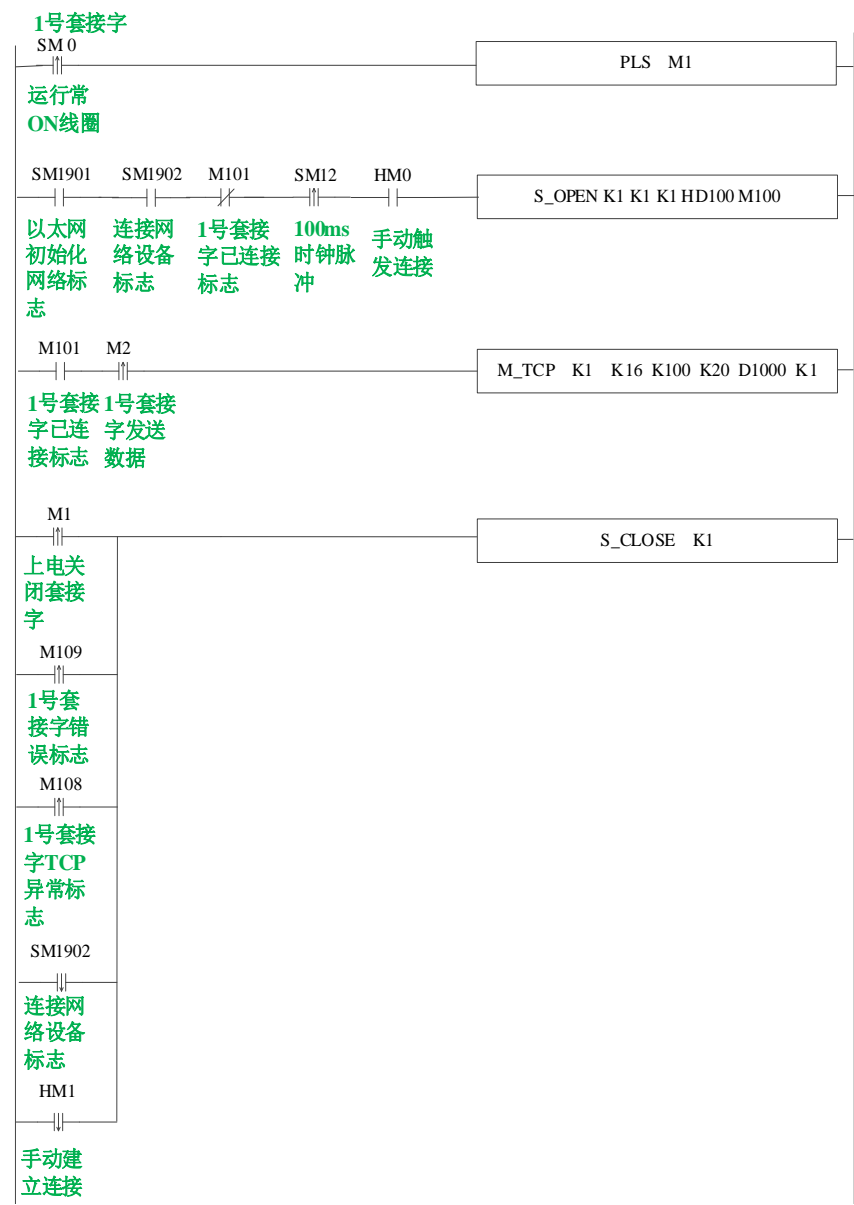 1号套接字
SM 0
PLS M1
运行常
ON线圈
SM1901 SM1902 M101 SM12 HM0
S_OPEN K1 K1 K1 HD100 M100
以太网
初始化
网络标
志
连接网
络设备
标志
1号套接
字已连接
标志
100ms
时钟脉
冲
手动触
发连接
M101 M2
M_TCP K1 K16 K100 K20 D1000 K1
1号套接
字已连
接标志
1号套接
字发送
数据
M1
S_CLOSE K1
上电关
闭套接
字
M109
1号套
接字错
误标志
M108
1号套接
字TCP
异常标
志
SM1902
连接网
络设备
标志
HM1
手动建
立连接